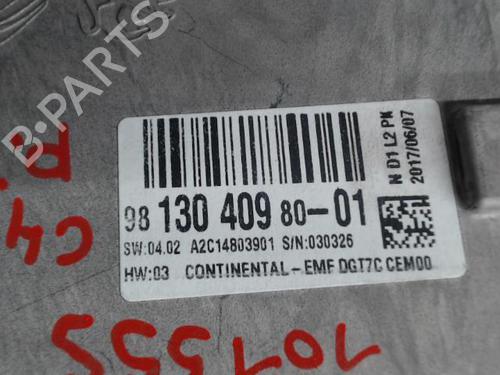 98 130 409 80-01
SW:04.02 A2C14803901 S/N:030326
HW:03 CONTINENTAL-EMF DGT7C CEM00
N D1 L2 PK
2017/06/07
C4
B-PARTS